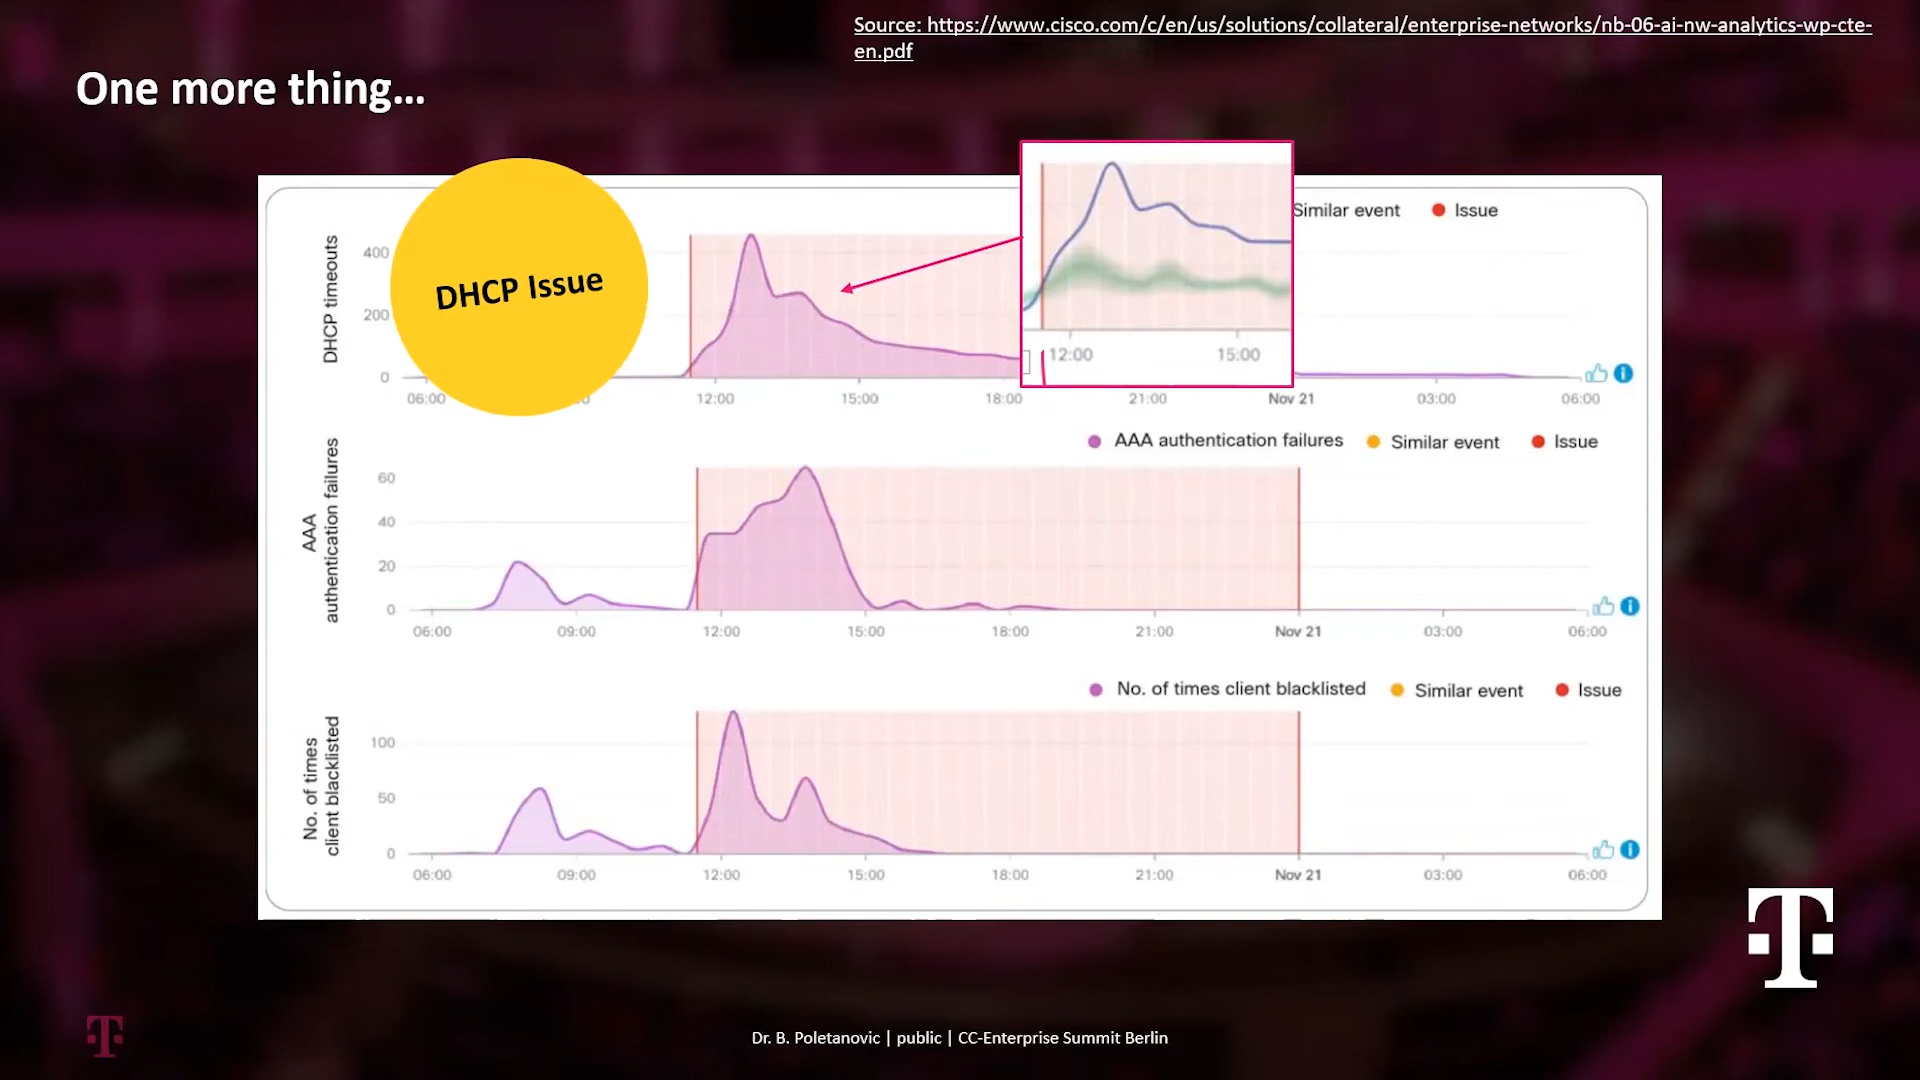 Source: https://www.cisco.com/c/en/us/solutions/collateral/enterprise-networks/nb-06-ai-nw-analytics-wp-cte-
en.pdf
One more thing...
DHCP Issue
DHCP timeouts
400
200
0
Similar event
Issue
12:00
15:00
06:00
12:00
15:00
18:00
21:00
Nov 21
03:00
06:00
AAA
authentication failures
AAA authentication failures
Similar event
Issue
60
40
20
0
06:00
09:00
12:00
15:00
18:00
21:00
Nov 21
03:00
06:00
No. of times
client blacklisted
No. of times client blacklisted
Similar event
Issue
100
50
0
06:00
09:00
12:00
15:00
18:00
21:00
Nov 21
03:00
06:00
T
T
Dr. B. Poletanovic | public | CC-Enterprise Summit Berlin